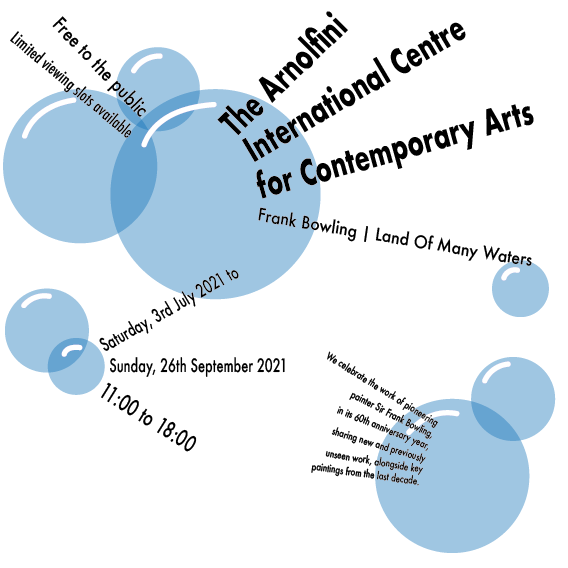 Free to the public
Limited viewing slots available
The Arnolfini
International Centre
for Contemporary Arts
Frank Bowling | Land Of Many Waters
Saturday, 3rd July 2021 to
Sunday, 26th September 2021
11:00 to 18:00
We celebrate the work of pioneering
painter Sir Frank Bowling,
in its 60th anniversary year,
sharing new and previously
unseen work, alongside key
paintings from the last decade.